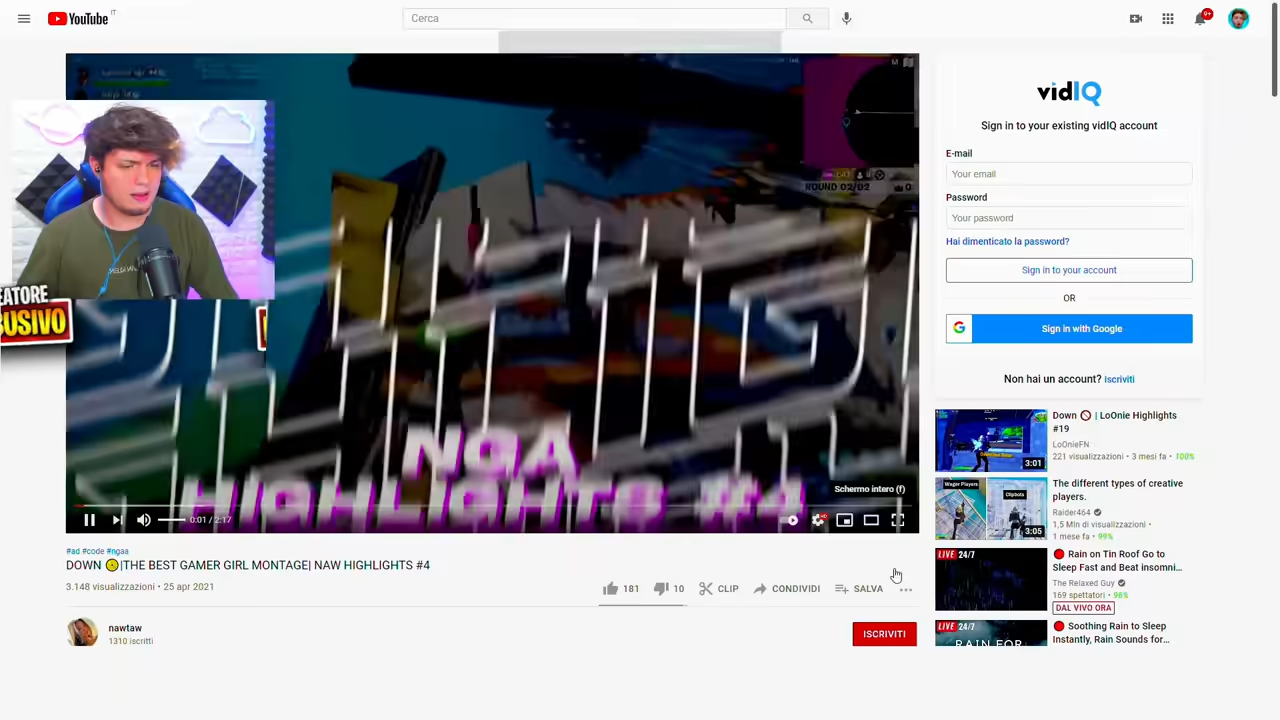 YouTube IT
Cerca
9+
M
ROUND 02/02
NGA
HIGHLIGHTS #4
Schermo intero (f)
0:01 / 2:17
EATORE
USIVO
#ad #code #ngaa
DOWN |THE BEST GAMER GIRL MONTAGE| NAW HIGHLIGHTS #4
3.148 visualizzazioni • 25 apr 2021
181
10
CLIP
CONDIVIDI
SALVA
nawtaw
1310 iscritti
ISCRIVITI
vidIQ
Sign in to your existing vidIQ account
E-mail
Your email
Password
Your password
Hai dimenticato la password?
Sign in to your account
OR
G
Sign in with Google
Non hai un account? Iscriviti
3:01
Down 🚫 | LoOnie Highlights
#19
LoOnieFN
221 visualizzazioni • 3 mesi fa • 100%
Wager Players
Clipbots
3:05
The different types of creative
players.
Raider464
1,5 Mln di visualizzazioni •
1 mese fa • 99%
LIVE 24/7
🔴 Rain on Tin Roof Go to
Sleep Fast and Beat insomni...
The Relaxed Guy
169 spettatori • 96%
DAL VIVO ORA
LIVE 24/7
RAIN FOR
🔴 Soothing Rain to Sleep
Instantly, Rain Sounds for...